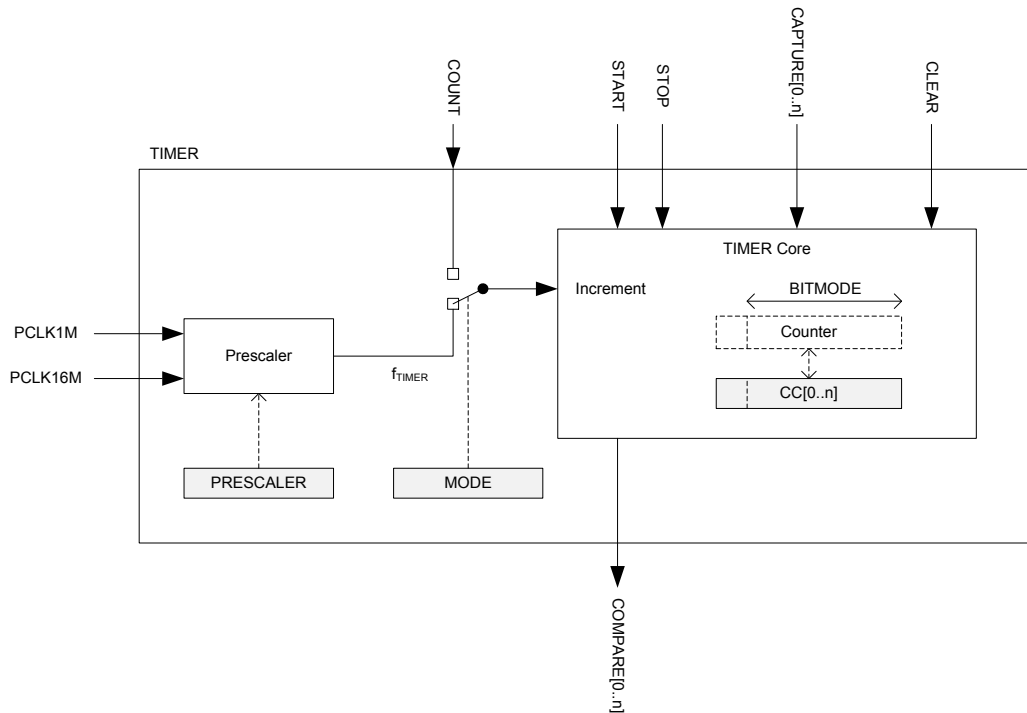 COUNT
START
STOP
CAPTURE[0..n]
CLEAR
TIMER
TIMER Core
Increment
BITMODE
Counter
CC[0..n]
PCLK1M
PCLK16M
Prescaler
fTIMER
PRESCALER
MODE
COMPARE[0..n]